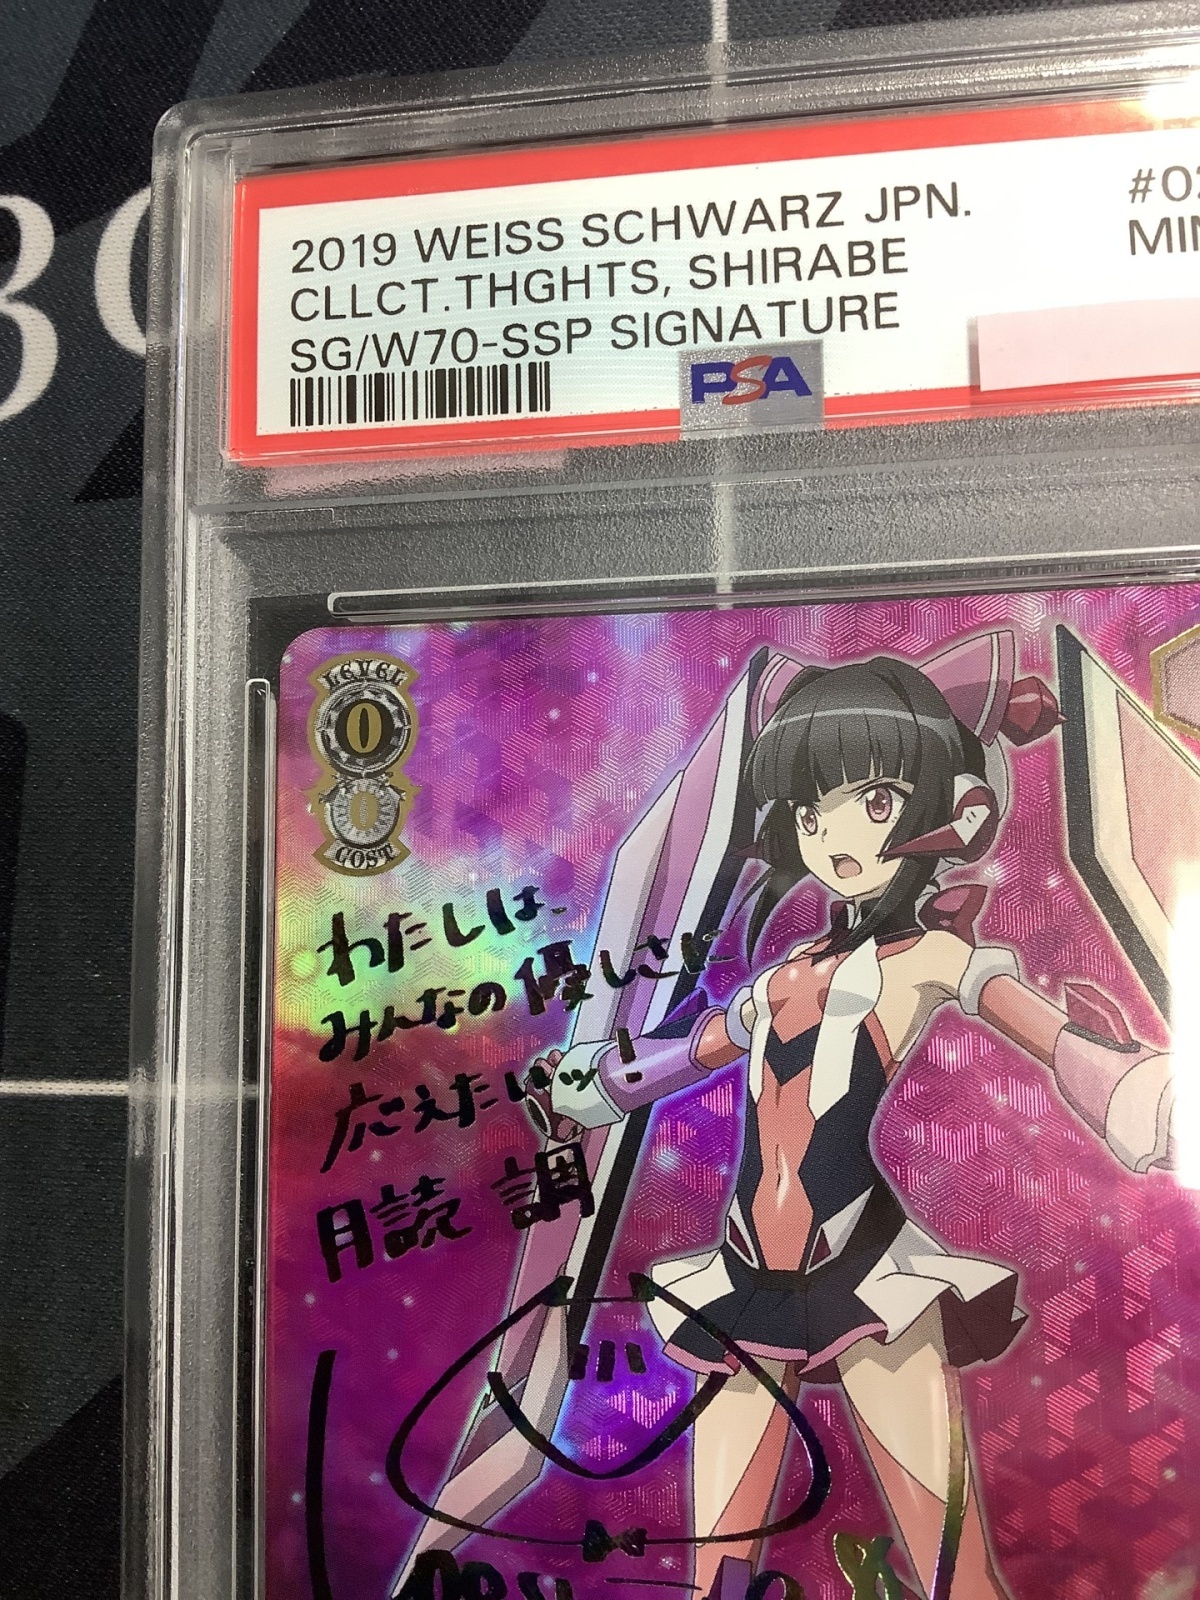 39
2019 WEISS SCHWARZ JPN.
CLLCT.THGHTS, SHIRABE
SG/W70-SSP SIGNATURE
PSA
LEVEL
0
0
COST
わたしは、
みんなの優しさに
応えたいッ!
月読 調